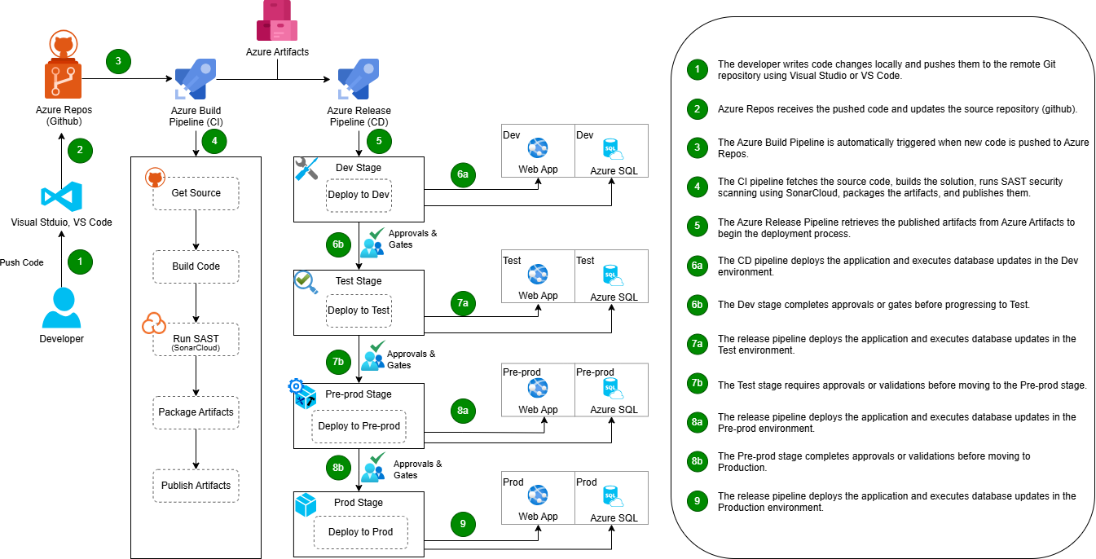 Azure Artifacts
3
Azure Repos
(Github)
Azure Build
Pipeline (CI)
Azure Release
Pipeline (CD)
2
4
5
Visual Stduio, VS Code
Push Code
1
Developer
Get Source
Build Code
Run SAST
(SonarCloud)
Package Artifacts
Publish Artifacts
Dev Stage
Deploy to Dev
6a
Dev
Web App
Dev
SQL
Azure SQL
6b
Approvals &
Gates
Test Stage
Deploy to Test
7a
Test
Web App
Test
SQL
Azure SQL
7b
Approvals &
Gates
Pre-prod Stage
Deploy to Pre-prod
8a
Pre-prod
Web App
Pre-prod
SQL
Azure SQL
8b
Approvals &
Gates
Prod Stage
Deploy to Prod
9
Prod
Web App
Prod
SQL
Azure SQL
1 The developer writes code changes locally and pushes them to the remote Git
repository using Visual Studio or VS Code.
2 Azure Repos receives the pushed code and updates the source repository (github).
3 The Azure Build Pipeline is automatically triggered when new code is pushed to Azure
Repos.
4 The CI pipeline fetches the source code, builds the solution, runs SAST security
scanning using SonarCloud, packages the artifacts, and publishes them.
5 The Azure Release Pipeline retrieves the published artifacts from Azure Artifacts to
begin the deployment process.
6a The CD pipeline deploys the application and executes database updates in the Dev
environment.
6b The Dev stage completes approvals or gates before progressing to Test.
7a The release pipeline deploys the application and executes database updates in the
Test environment.
7b The Test stage requires approvals or validations before moving to the Pre-prod stage.
8a The release pipeline deploys the application and executes database updates in the
Pre-prod environment.
8b The Pre-prod stage completes approvals or validations before moving to
Production.
9 The release pipeline deploys the application and executes database updates in the
Production environment.